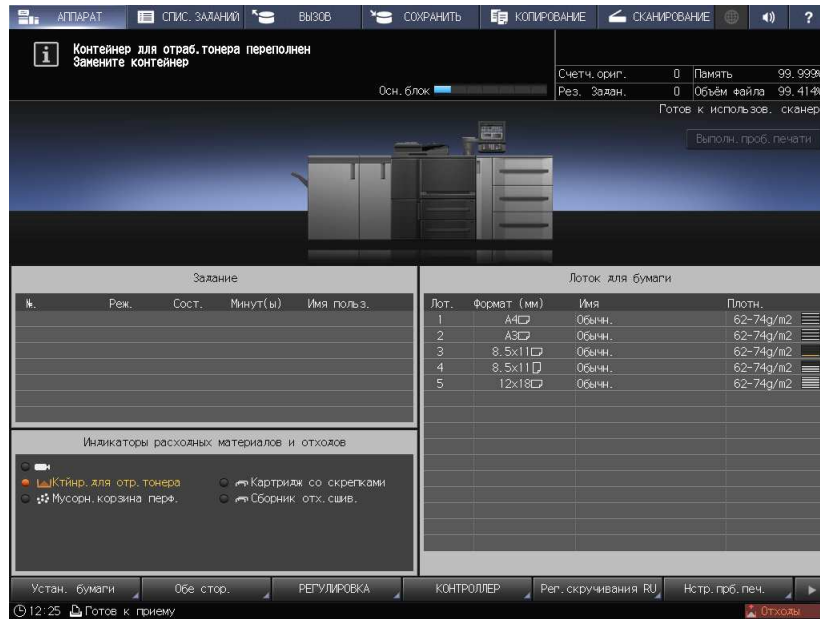 АППАРАТ СПИС. ЗАДАНИЙ ВЫЗОВ СОХРАНИТЬ КОПИРОВАНИЕ СКАНИРОВАНИЕ ?
Контейнер для отраб.тонера переполнен
Замените контейнер
Осн.блок
Счетч.ориг. 0 Память 99.999%
Рез. Задан. 0 Объём файла 99.414%
Готов к использов. сканер
Выполн.проб.печати
Задание
№. Реж. Сост. Минут(ы) Имя польз.
Лоток для бумаги
Лот. Формат (мм) Имя Плотн.
1 A4 Обычн. 62-74g/m2
2 A3 Обычн. 62-74g/m2
3 8.5x11 Обычн. 62-74g/m2
4 8.5x11 Обычн. 62-74g/m2
5 12x18 Обычн. 62-74g/m2
Индикаторы расходных материалов и отходов
Ктйнр.для отр.тонера Картридж со скрепками
Мусорн.корзина перф. Сборник отх.сшив.
Устан. бумаги Обе стор. РЕГУЛИРОВКА КОНТРОЛЛЕР Рег.скручивания RU Нстр.прб.печ.
12:25 Готов к приему Отходы